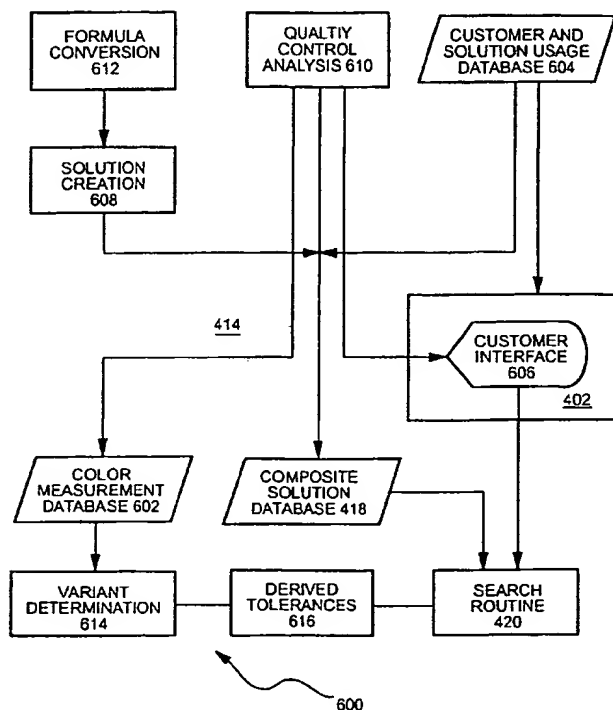 FORMULA
CONVERSION
612
QUALTIY
CONTROL
ANALYSIS 610
CUSTOMER AND
SOLUTION USAGE
DATABASE 604
SOLUTION
CREATION
608
414
CUSTOMER
INTERFACE
606
402
COLOR
MEASUREMENT
DATABASE 602
COMPOSITE
SOLUTION
DATABASE 418
VARIANT
DETERMINATION
614
DERIVED
TOLERANCES
616
SEARCH
ROUTINE
420
600